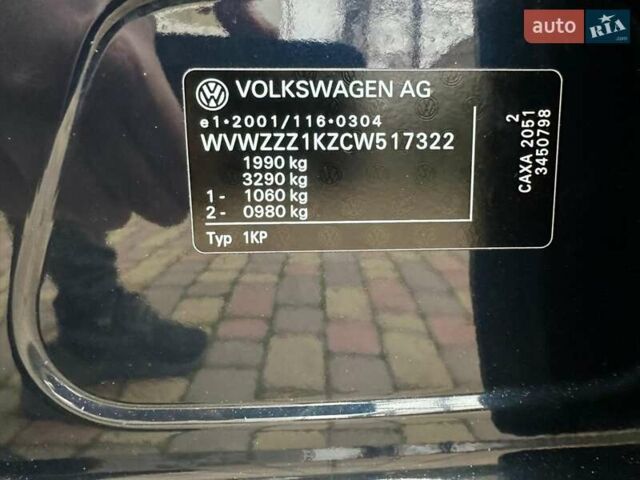 auto RIA.com
VOLKSWAGEN AG
e1*2001/116*0304
WVWZZZ1KZCW517322
1990 kg
3290 kg
1 - 1060 kg
2 - 0980 kg
Typ 1KP
2
CAXA 2051
3450798